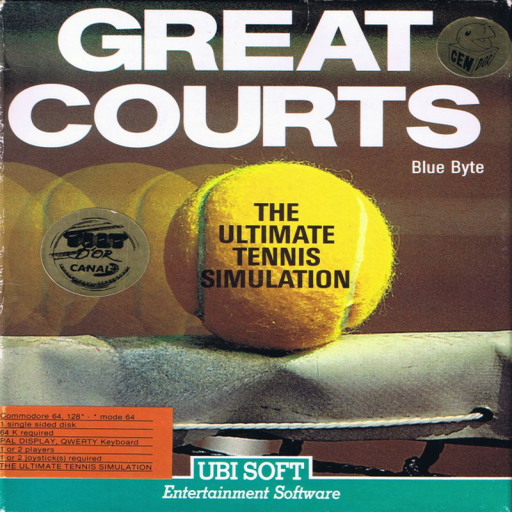 GREAT
CEN D'OR
COURTS
Blue Byte
THE
ULTIMATE
TENNIS
SIMULATION
TILT
D'OR
CANAL+
Commodore 64, 128* - * mode 64
1 single sided disk
64 K required
PAL DISPLAY, QWERTY Keyboard
1 or 2 players
1 or 2 joystick(s) required
THE ULTIMATE TENNIS SIMULATION
UBI SOFT
Entertainment Software